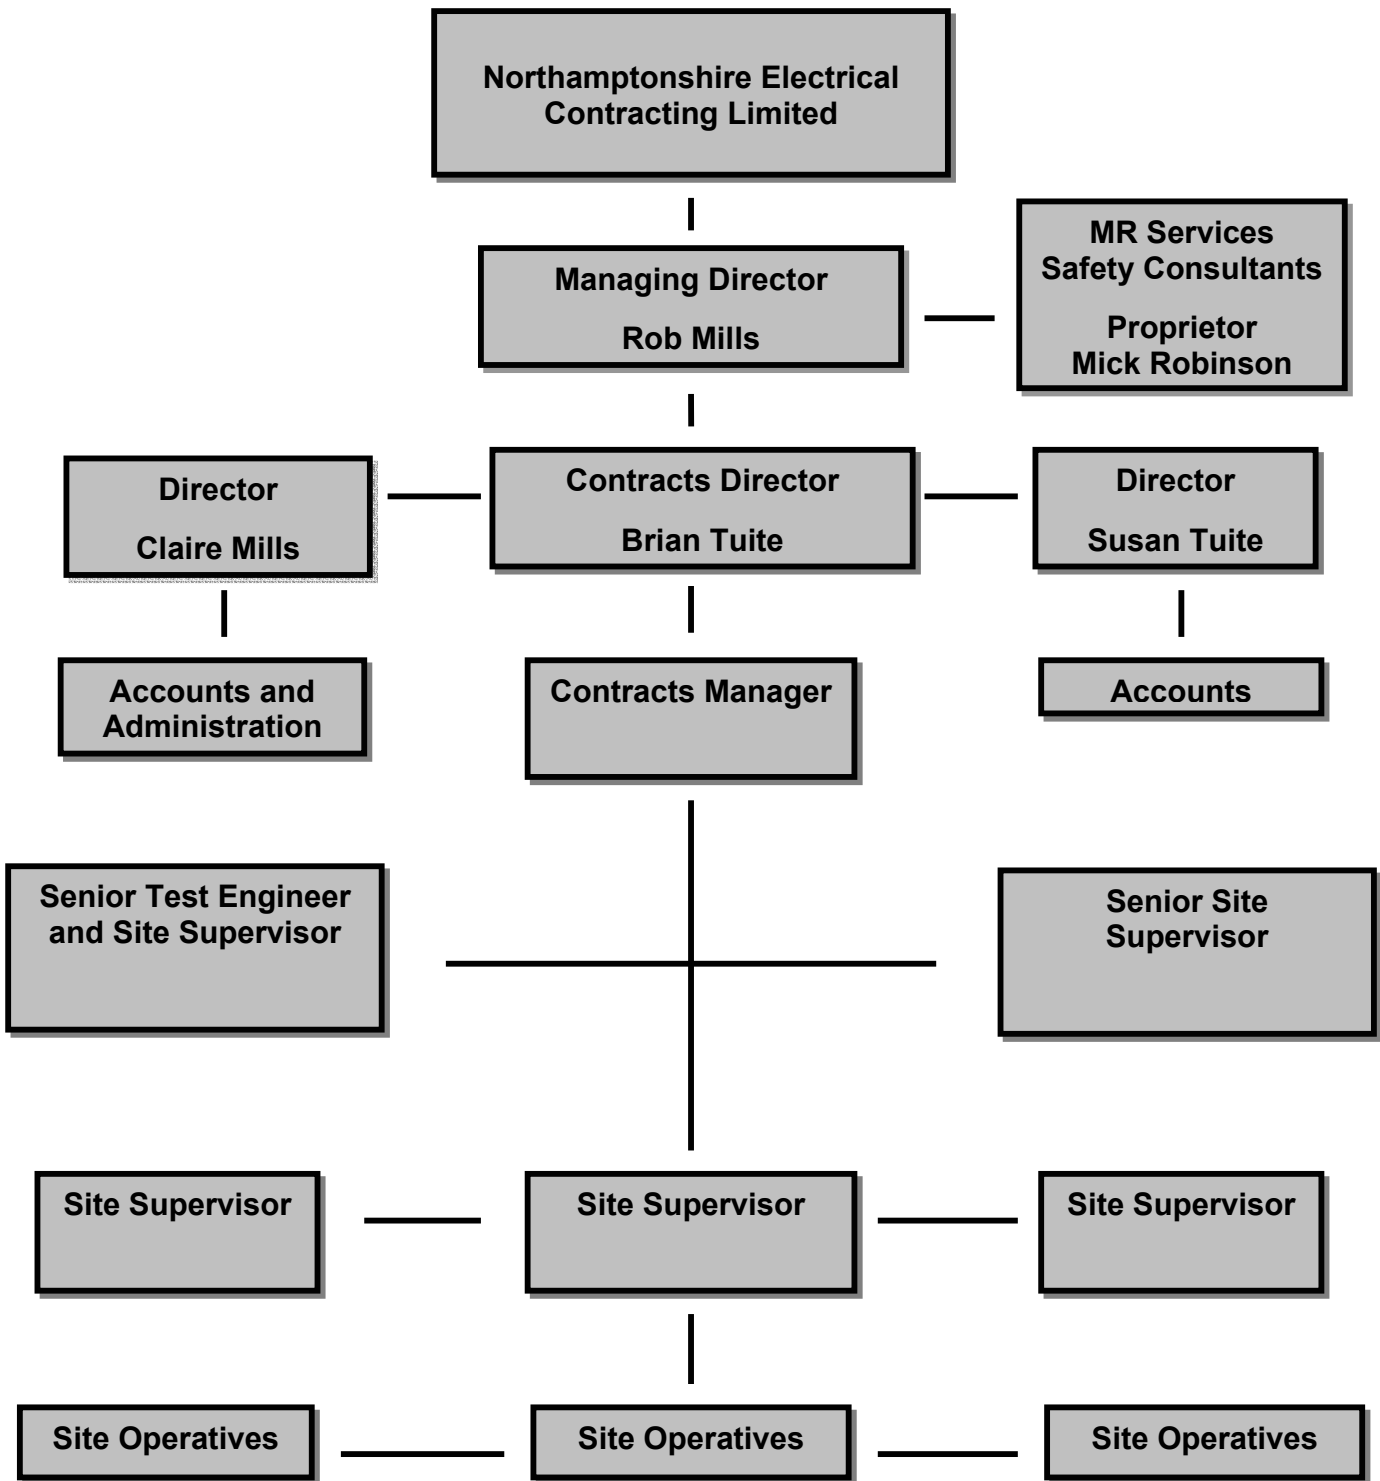 Northamptonshire Electrical
Contracting Limited
MR Services
Safety Consultants
Proprietor
Mick Robinson
Managing Director
Rob Mills
Director
Claire Mills
Contracts Director
Brian Tuite
Director
Susan Tuite
Accounts and
Administration
Contracts Manager
Accounts
Senior Test Engineer
and Site Supervisor
Senior Site
Supervisor
Site Supervisor
Site Supervisor
Site Supervisor
Site Operatives
Site Operatives
Site Operatives